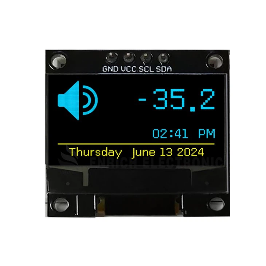 GND VCC SCL SDA
-35.2
02:41 PM
Thursday June 13 2024